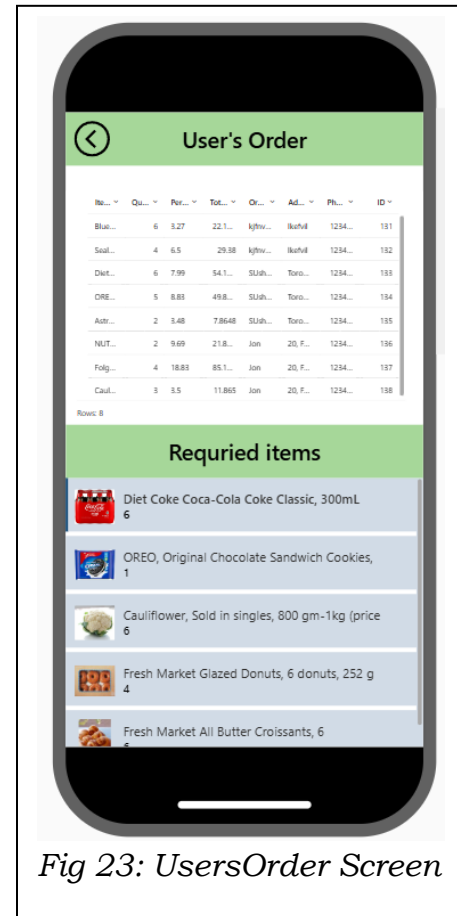 User's Order
Ite... Qu... Per... Tot... Or... Ad... Ph... ID
Blue... 6 3.27 22.1... kjfnv... lkefvil 1234... 131
Seal... 4 6.5 29.38 kjfnv... lkefvil 1234... 132
Diet... 6 7.99 54.1... SUsh... Toro... 1234... 133
ORE... 5 8.83 49.8... SUsh... Toro... 1234... 134
Astr... 2 3.48 7.8648 SUsh... Toro... 1234... 135
NUT... 2 9.69 21.8... Jon 20, F... 1234... 136
Folg... 4 18.83 85.1... Jon 20, F... 1234... 137
Caul... 3 3.5 11.865 Jon 20, F... 1234... 138
Rows: 8
Requried items
Diet Coke Coca-Cola Coke Classic, 300mL
6
OREO, Original Chocolate Sandwich Cookies,
1
Cauliflower, Sold in singles, 800 gm-1kg (price
6
Fresh Market Glazed Donuts, 6 donuts, 252 g
4
Fresh Market All Butter Croissants, 6
Fig 23: UsersOrder Screen